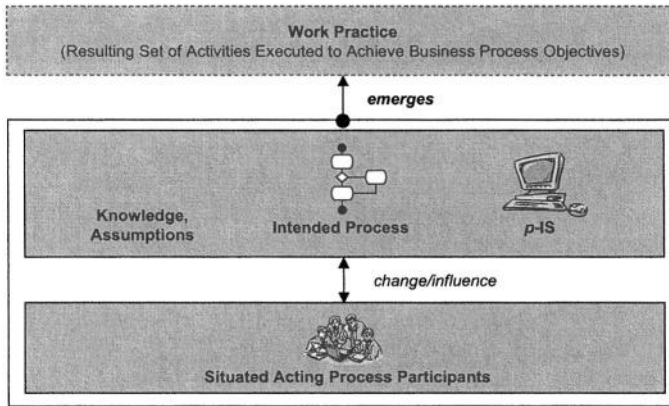 Work Practice
(Resulting Set of Activities Executed to Achieve Business Process Objectives)
emerges
Knowledge,
Assumptions
Intended Process
p-IS
change/influence
Situated Acting Process Participants